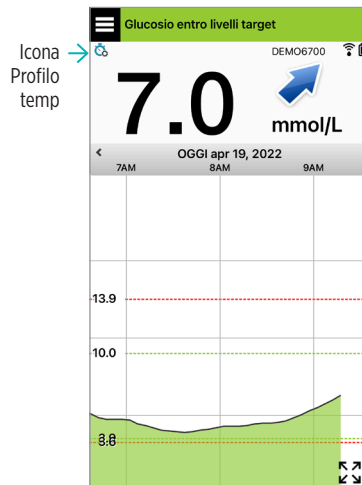 Glucosio entro livelli target
Icona
Profilo
temp
DEMO6700
7.0
mmol/L
OGGI apr 19, 2022
7AM 8AM 9AM
13.9
10.0
3.6